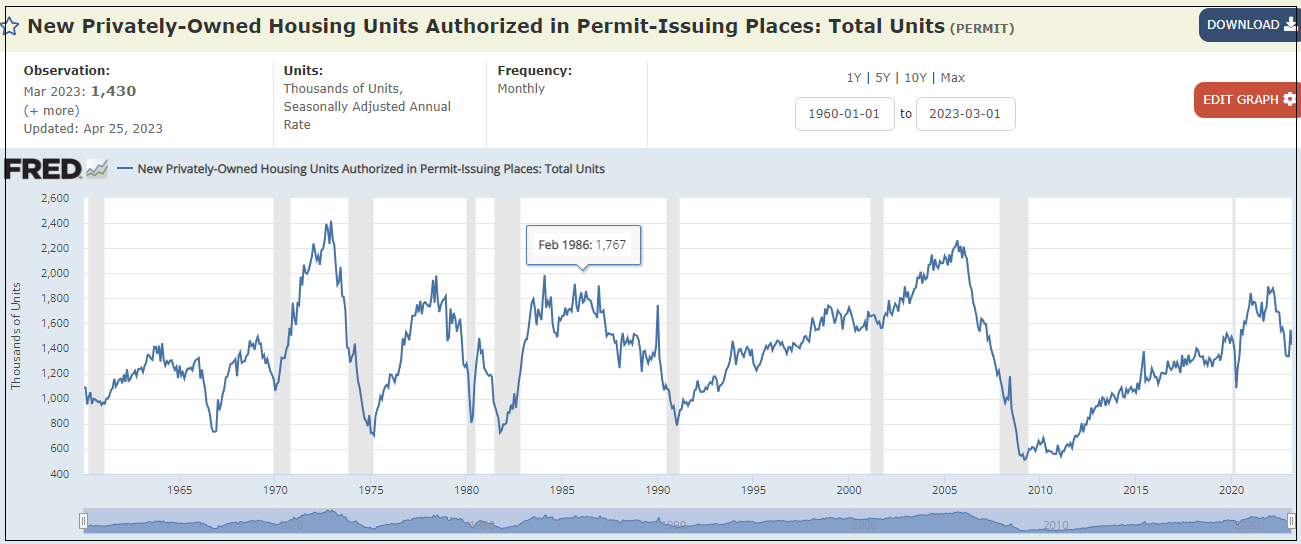 New Privately-Owned Housing Units Authorized in Permit-Issuing Places: Total Units (PERMIT)
DOWNLOAD
Observation:
Mar 2023: 1,430
(+ more)
Updated: Apr 25, 2023
Units:
Thousands of Units,
Seasonally Adjusted Annual
Rate
Frequency:
Monthly
1Y | 5Y | 10Y | Max
1960-01-01 to 2023-03-01
EDIT GRAPH
FRED
New Privately-Owned Housing Units Authorized in Permit-Issuing Places: Total Units
Thousands of Units
2,600
2,400
2,200
2,000
1,800
1,600
1,400
1,200
1,000
800
600
400
Feb 1986: 1,767
1965 1970 1975 1980 1985 1990 1995 2000 2005 2010 2015 2020
1970 1980 1990 2000 2010 2020